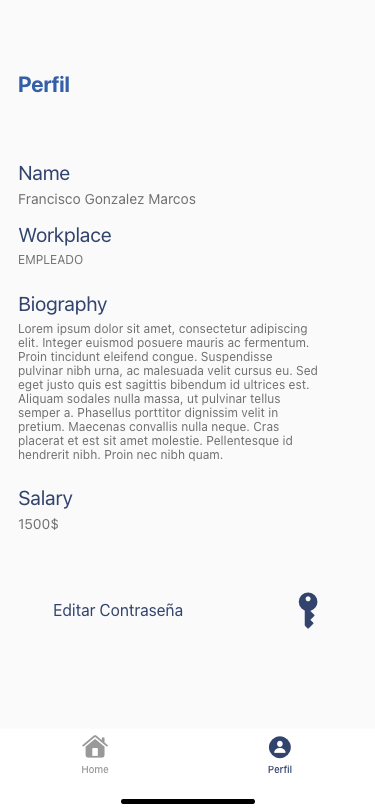 Perfil
Name
Francisco Gonzalez Marcos
Workplace
EMPLEADO
Biography
Lorem ipsum dolor sit amet, consectetur adipiscing
elit. Integer euismod posuere mauris ac fermentum.
Proin tincidunt eleifend congue. Suspendisse
pulvinar nibh urna, ac malesuada velit cursus eu. Sed
eget justo quis est sagittis bibendum id ultrices est.
Aliquam sodales nulla massa, ut pulvinar tellus
semper a. Phasellus porttitor dignissim velit in
pretium. Maecenas convallis nulla neque. Cras
placerat et est sit amet molestie. Pellentesque id
hendrerit nibh. Proin nec nibh quam.
Salary
1500$
Editar Contraseña
Home
Perfil